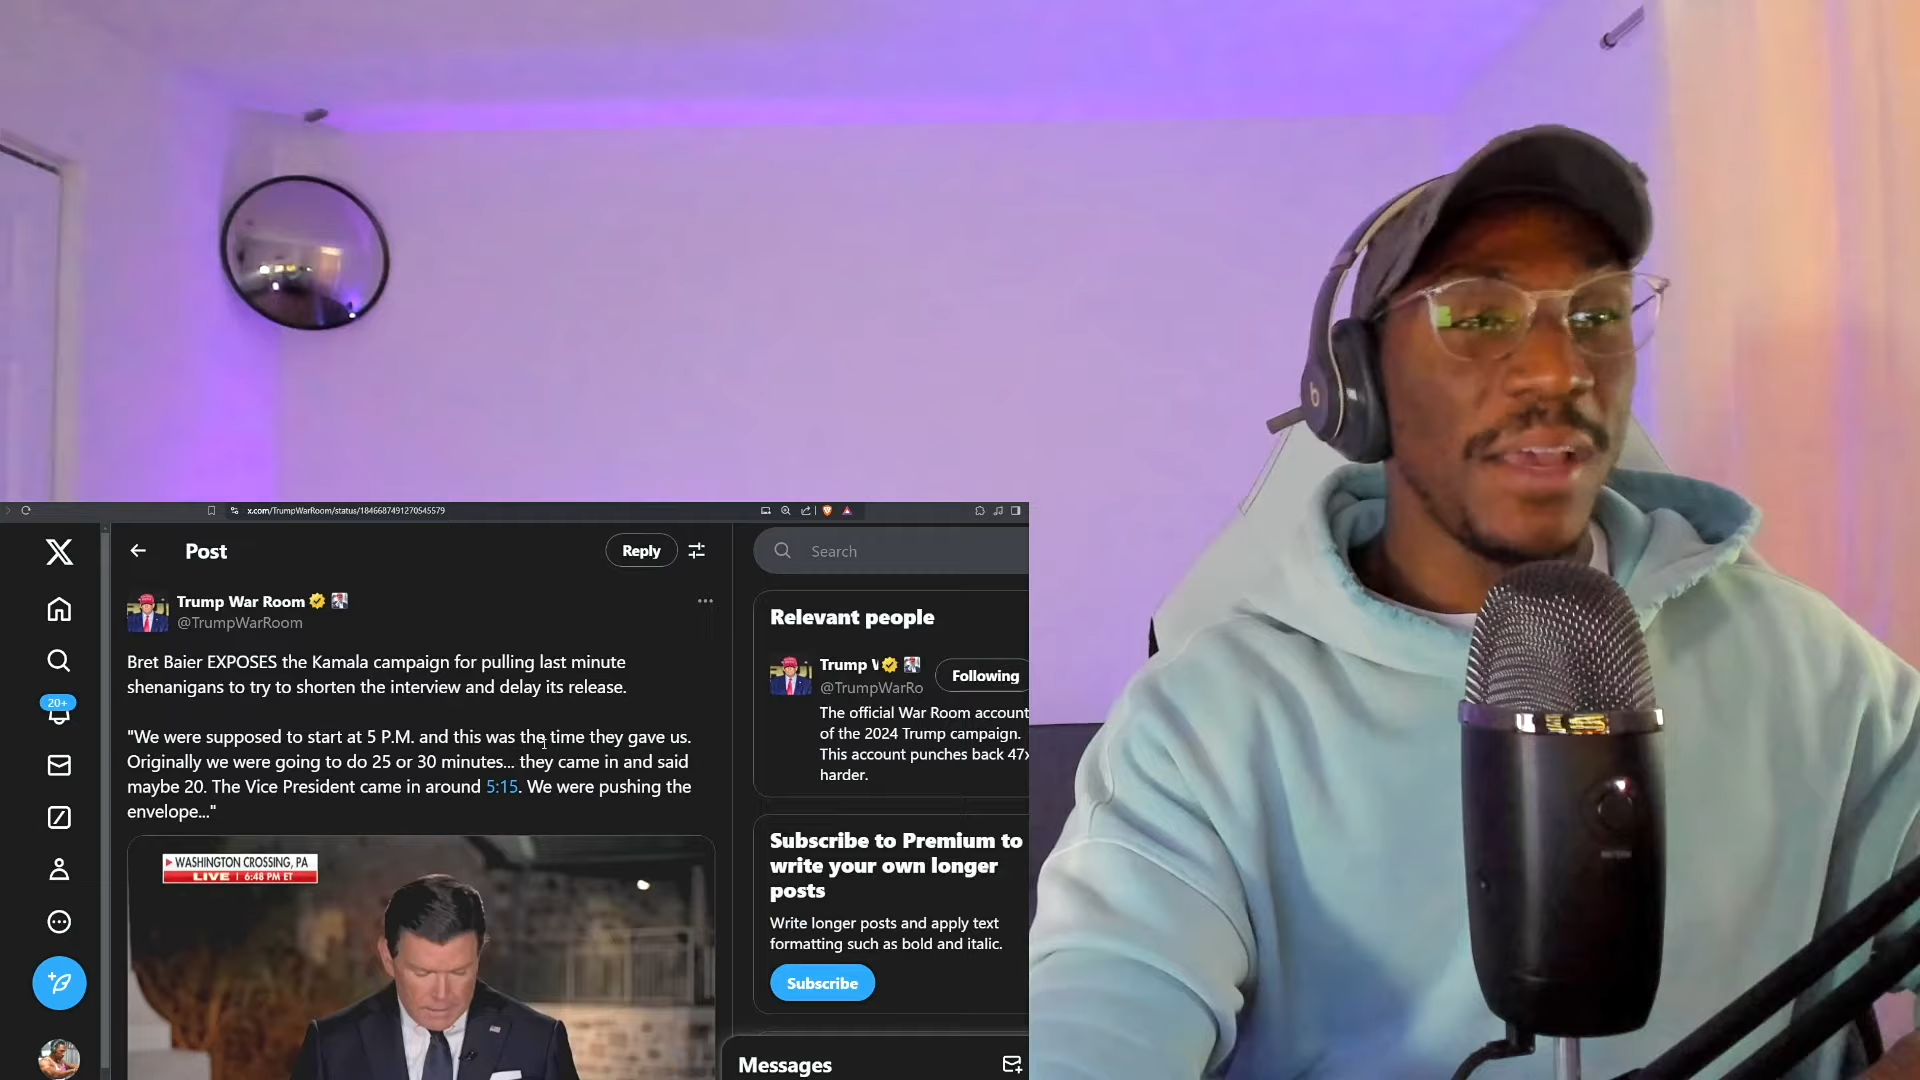 x.com/TrumpWarRoom/status/1846687491270545579
Post
Reply
Search
Trump War Room
@TrumpWarRoom
Bret Baier EXPOSES the Kamala campaign for pulling last minute
shenanigans to try to shorten the interview and delay its release.
"We were supposed to start at 5 P.M. and this was the time they gave us.
Originally we were going to do 25 or 30 minutes... they came in and said
maybe 20. The Vice President came in around 5:15. We were pushing the
envelope..."
WASHINGTON CROSSING, PA
LIVE | 6:48 PM ET
20+
Relevant people
Trump
Following
@TrumpWarRo
The official War Room account
of the 2024 Trump campaign.
This account punches back 47x
harder.
Subscribe to Premium to
write your own longer
posts
Write longer posts and apply text
formatting such as bold and italic.
Subscribe
Messages